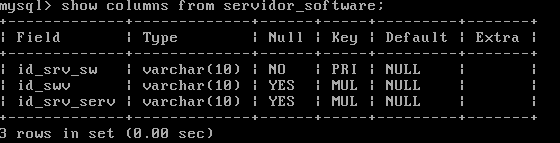 mysql> show columns from servidor_software;
+-------------+-------------+------+-----+---------+-------+
| Field       | Type        | Null | Key | Default | Extra |
+-------------+-------------+------+-----+---------+-------+
| id_srv_sw   | varchar(10) | NO   | PRI | NULL    |       |
| id_swv      | varchar(10) | YES  | MUL | NULL    |       |
| id_srv_serv | varchar(10) | YES  | MUL | NULL    |       |
+-------------+-------------+------+-----+---------+-------+
3 rows in set (0.00 sec)